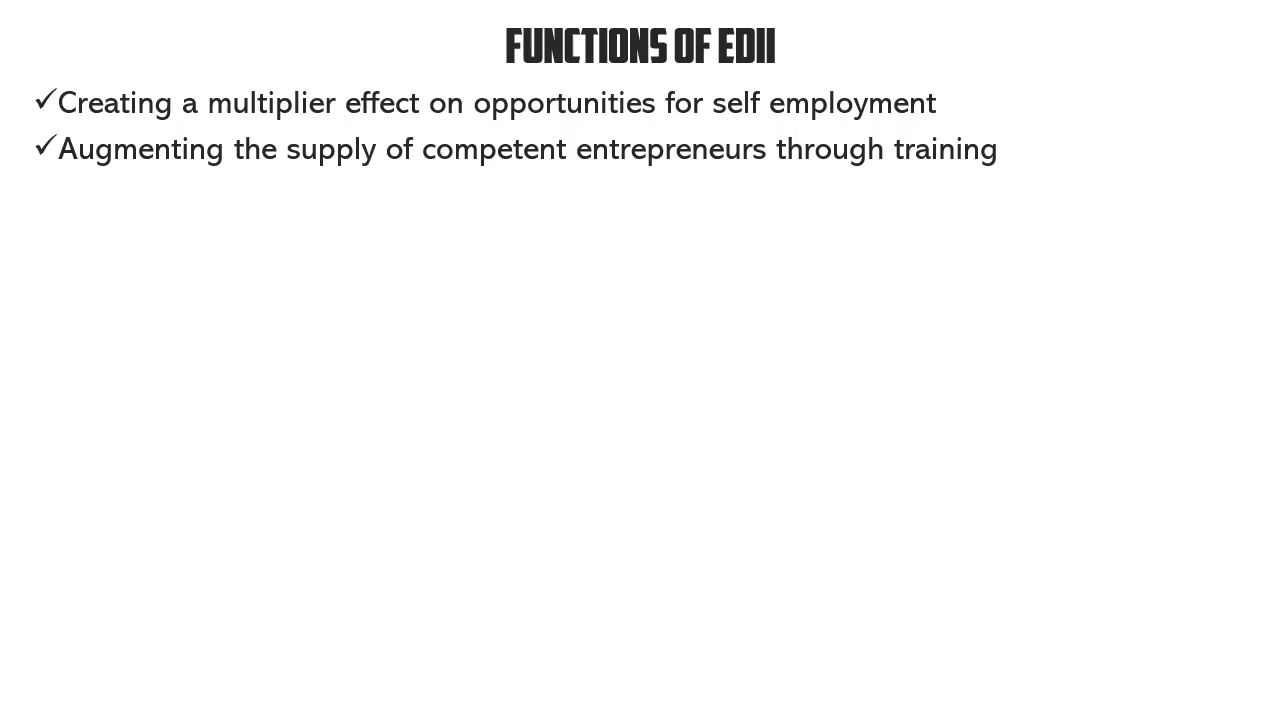 FUNCTIONS OF EDII
✓Creating a multiplier effect on opportunities for self employment
✓Augmenting the supply of competent entrepreneurs through training